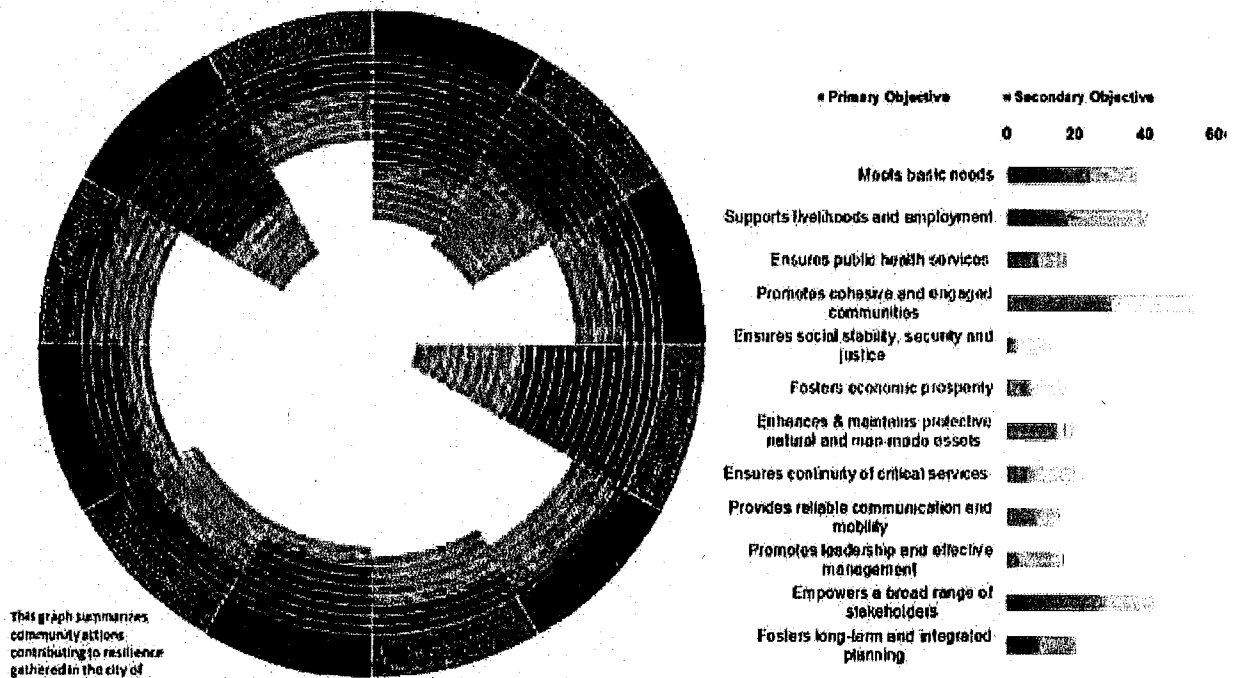 Primary Objective
Secondary Objective
0 20 40 60
Meets basic needs
Supports livelihoods and employment
Ensures public health services
Promotes cohesive and engaged
communities
Ensures social stability, security and
justice
Fosters economic prosperity
Enhances & maintains protective
natural and man-made assets
Ensures continuity of critical services
Provides reliable communication and
mobility
Promotes leadership and effective
management
Empowers a broad range of
stakeholders
Fosters long-term and integrated
planning
This graph summarizes
community actions
contributing to resilience
gathered in the city of